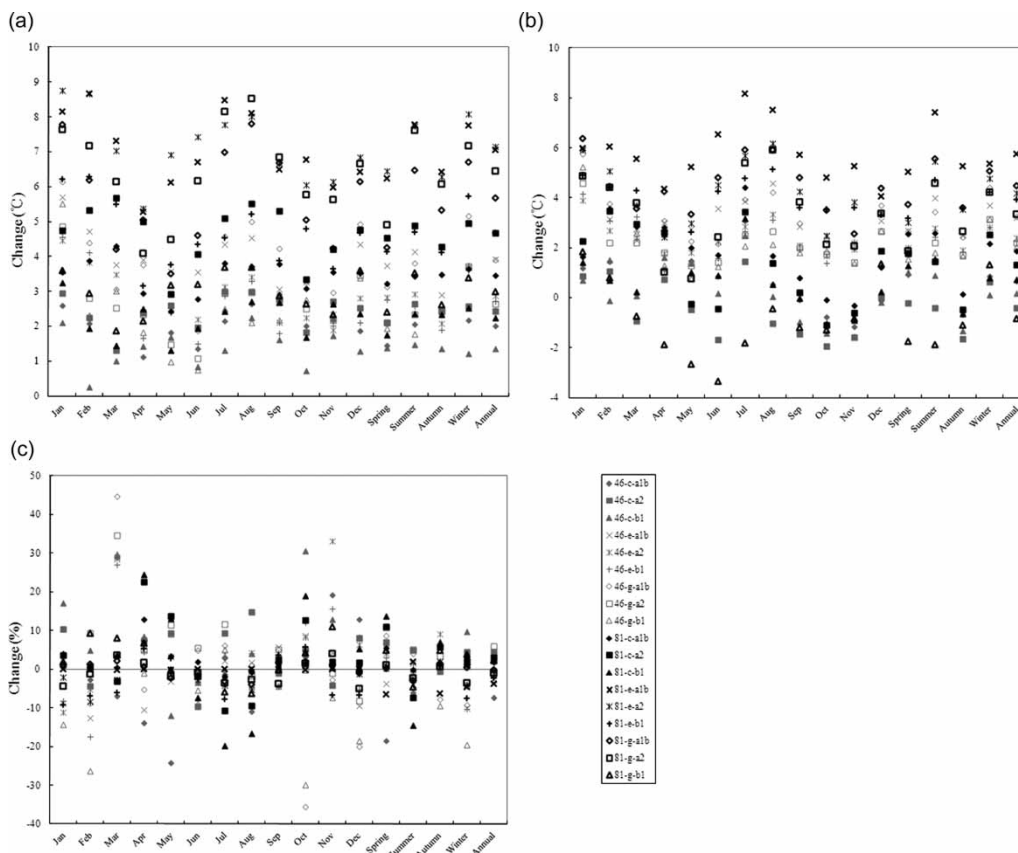 (a)
Change (℃)
10
9
8
7
6
5
4
3
2
1
0
Jan
Feb
Mar
Apr
May
Jun
Jul
Aug
Sep
Oct
Nov
Dec
Spring
Summer
Autumn
Winter
Annual
(b)
Change (℃)
10
8
6
4
2
0
-2
-4
Jan
Feb
Mar
Apr
May
Jun
Jul
Aug
Sep
Oct
Nov
Dec
Spring
Summer
Autumn
Winter
Annual
(c)
Change (%)
50
40
30
20
10
0
-10
-20
-30
-40
Jan
Feb
Mar
Apr
May
Jun
Jul
Aug
Sep
Oct
Nov
Dec
Spring
Summer
Autumn
Winter
Annual
46-c-a1b
46-c-a2
46-c-b1
46-e-a1b
46-e-a2
46-e-b1
46-g-a1b
46-g-a2
46-g-b1
81-c-a1b
81-c-a2
81-c-b1
81-e-a1b
81-e-a2
81-e-b1
81-g-a1b
81-g-a2
81-g-b1